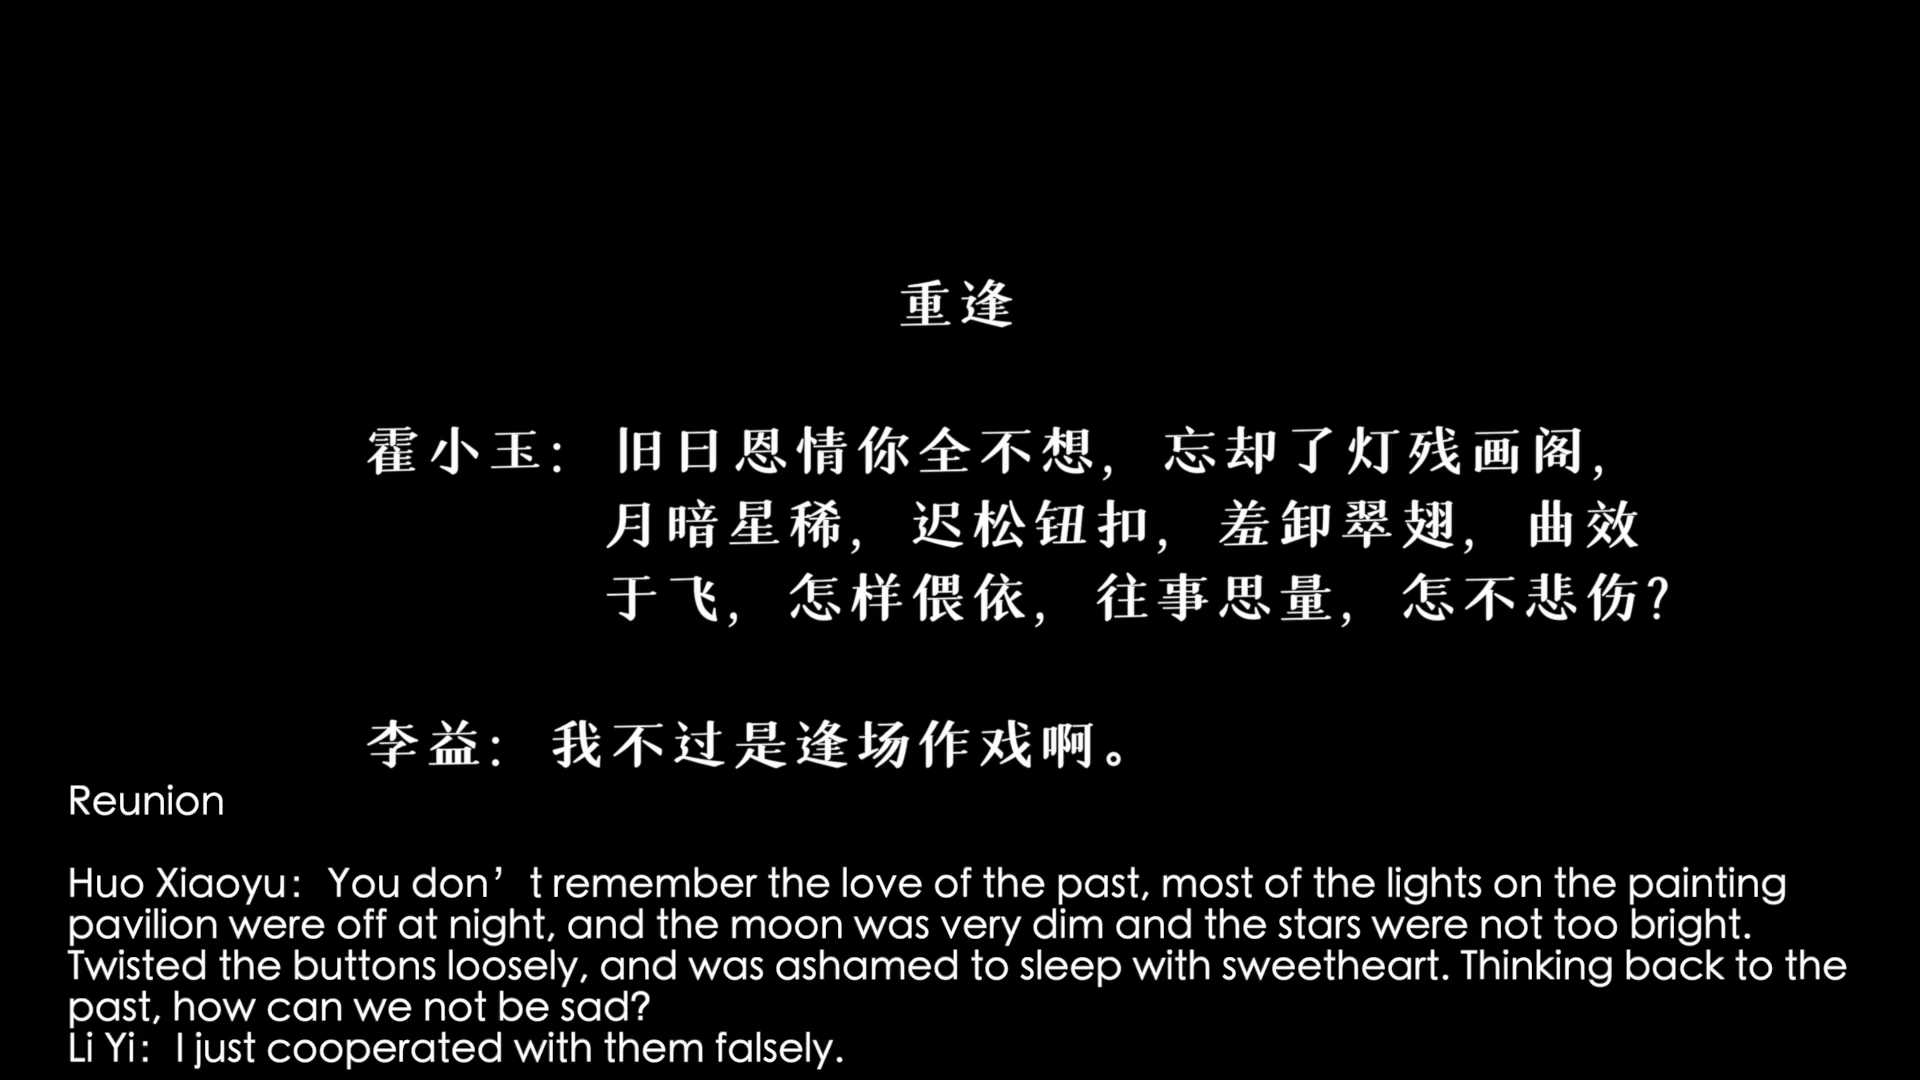 重逢
霍小玉：旧日恩情你全不想，忘却了灯残画阁，
月暗星稀，迟松钮扣，羞卸翠翅，曲效
于飞，怎样偎依，往事思量，怎不悲伤？
李益：我不过是逢场作戏啊。
Reunion
Huo Xiaoyu：You don’t remember the love of the past, most of the lights on the painting
pavilion were off at night, and the moon was very dim and the stars were not too bright.
Twisted the buttons loosely, and was ashamed to sleep with sweetheart. Thinking back to the
past, how can we not be sad?
Li Yi：I just cooperated with them falsely.